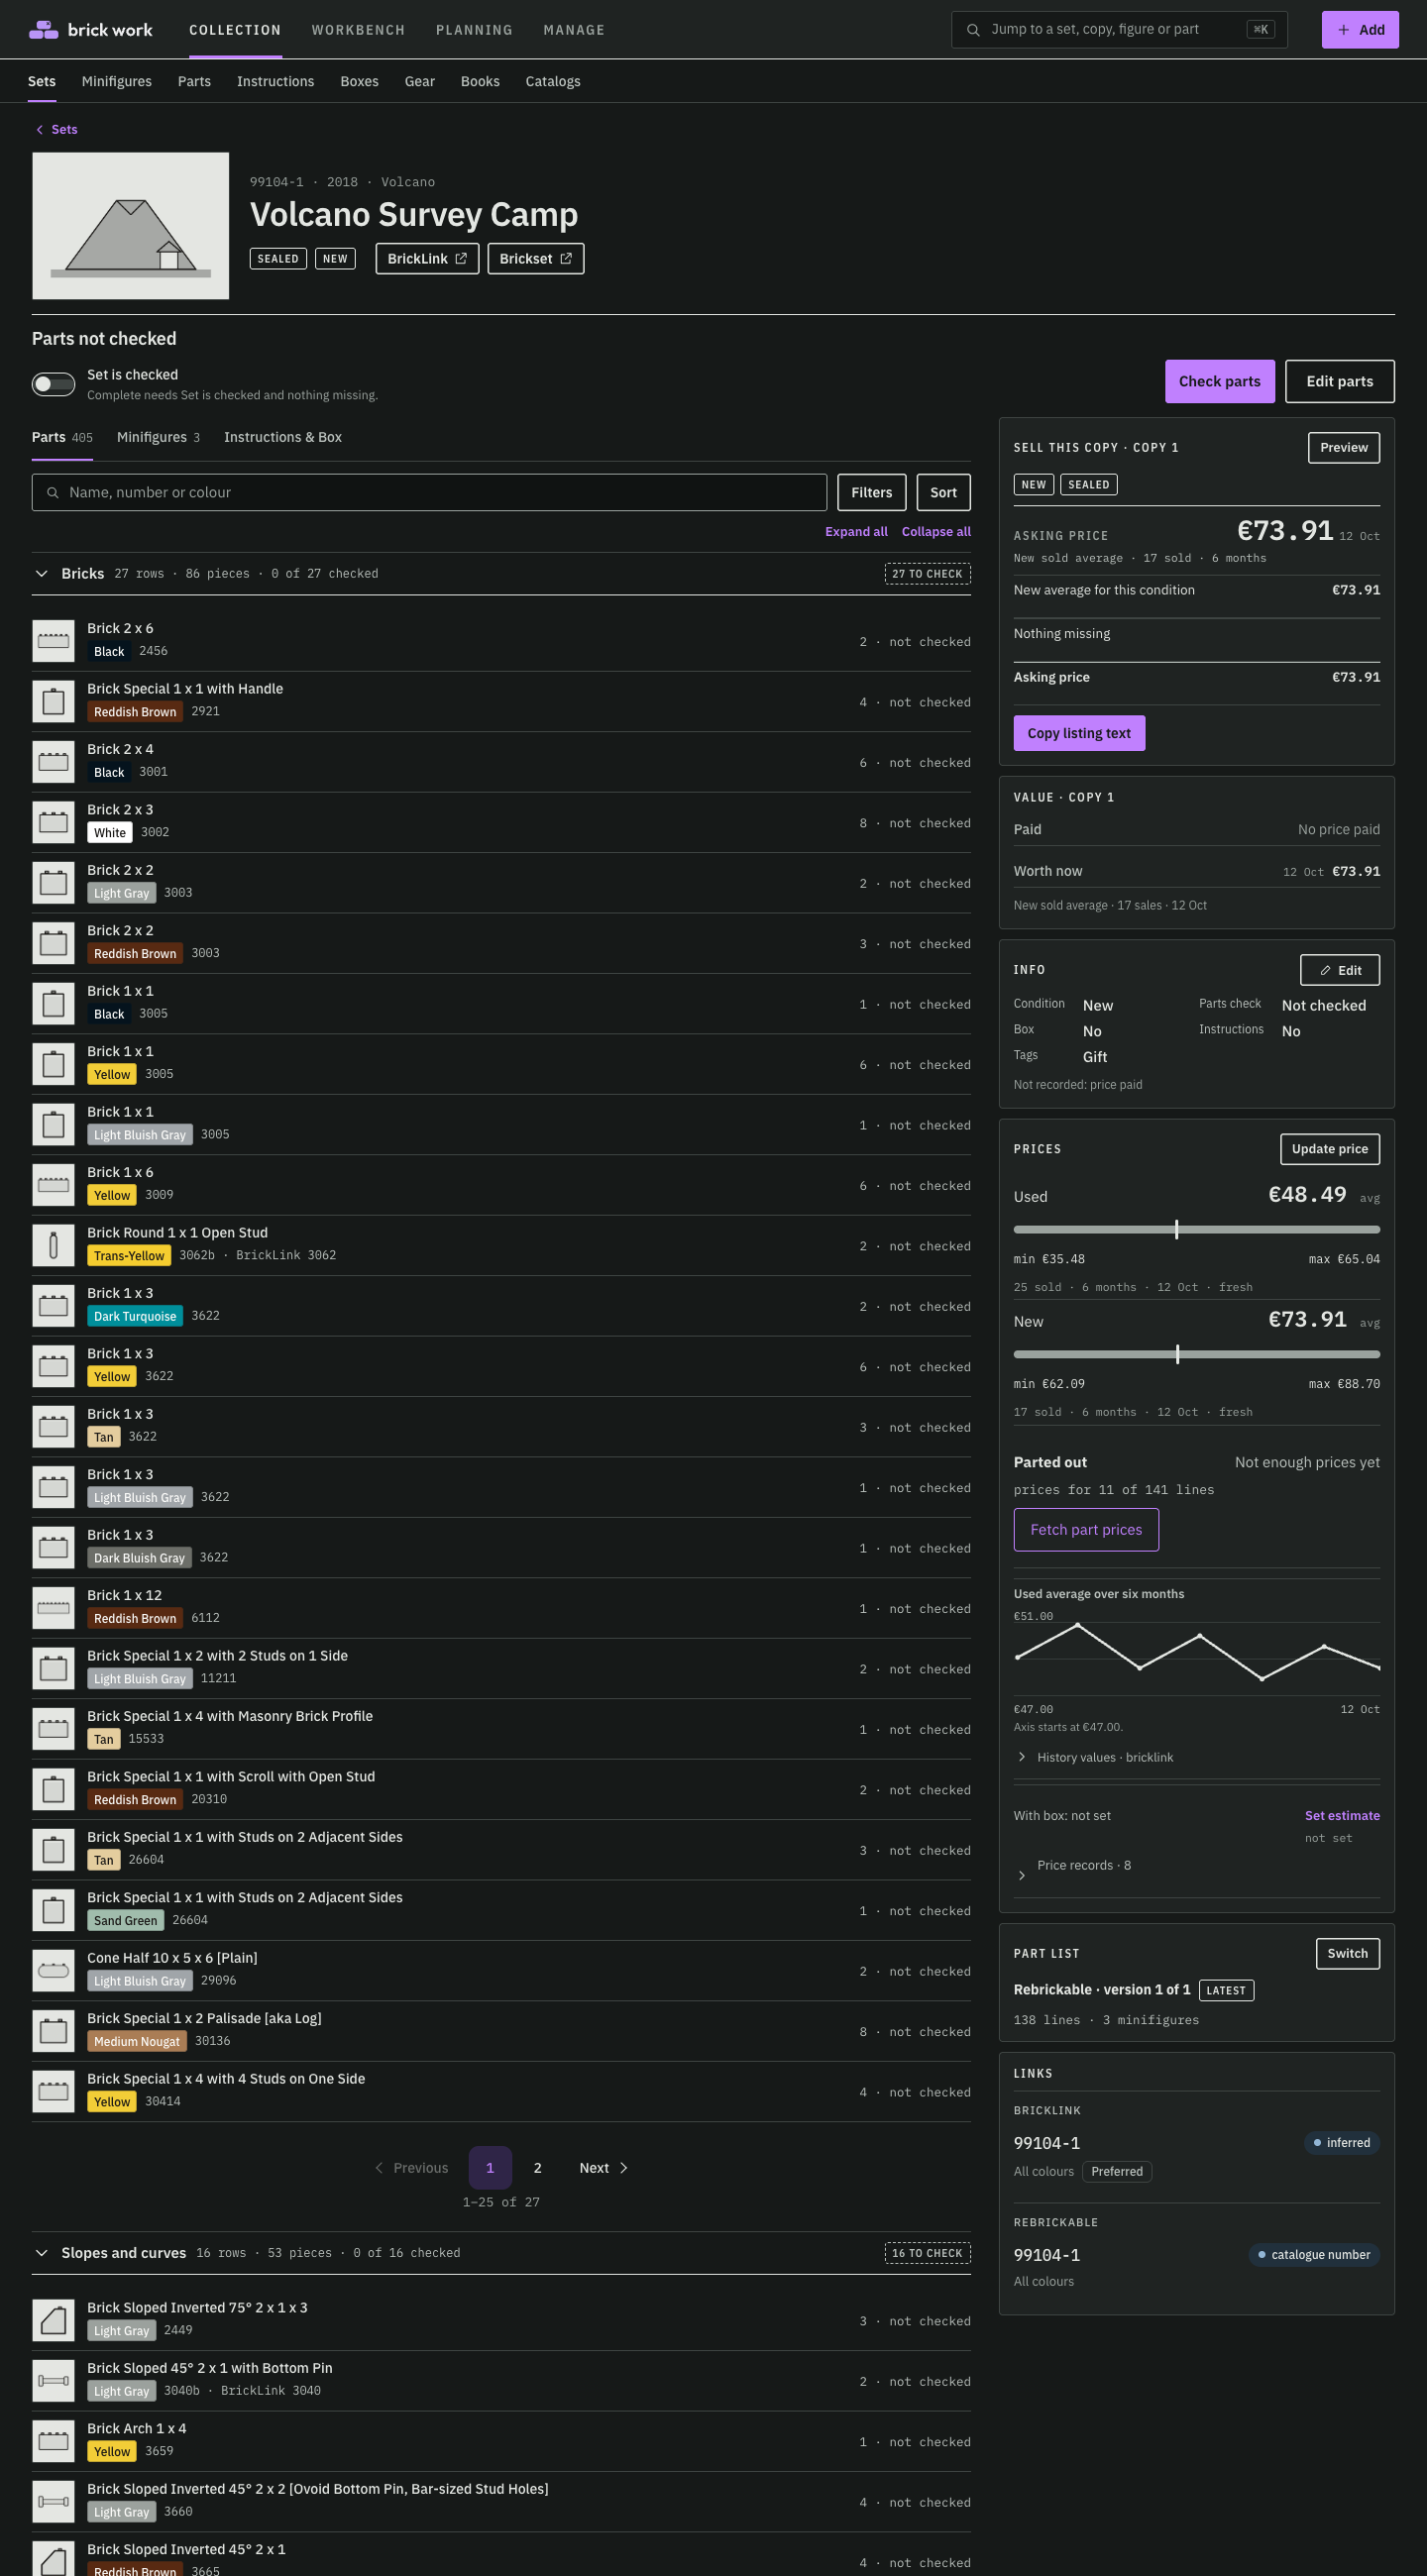 brick work
COLLECTION
WORKBENCH
PLANNING
MANAGE
Jump to a set, copy, figure or part
⌘K
Add
Sets
Minifigures
Parts
Instructions
Boxes
Gear
Books
Catalogs
Sets
99104-1 · 2018 · Volcano
Volcano Survey Camp
SEALED
NEW
BrickLink
Brickset
Parts not checked
Set is checked
Complete needs Set is checked and nothing missing.
Check parts
Edit parts
Parts 405
Minifigures 3
Instructions & Box
Name, number or colour
Filters
Sort
Expand all
Collapse all
Bricks 27 rows · 86 pieces · 0 of 27 checked
27 TO CHECK
Brick 2 x 6
Black 2456
2 · not checked
Brick Special 1 x 1 with Handle
Reddish Brown 2921
4 · not checked
Brick 2 x 4
Black 3001
6 · not checked
Brick 2 x 3
White 3002
8 · not checked
Brick 2 x 2
Light Gray 3003
2 · not checked
Brick 2 x 2
Reddish Brown 3003
3 · not checked
Brick 1 x 1
Black 3005
1 · not checked
Brick 1 x 1
Yellow 3005
6 · not checked
Brick 1 x 1
Light Bluish Gray 3005
1 · not checked
Brick 1 x 6
Yellow 3009
6 · not checked
Brick Round 1 x 1 Open Stud
Trans-Yellow 3062b · BrickLink 3062
2 · not checked
Brick 1 x 3
Dark Turquoise 3622
2 · not checked
Brick 1 x 3
Yellow 3622
6 · not checked
Brick 1 x 3
Tan 3622
3 · not checked
Brick 1 x 3
Light Bluish Gray 3622
1 · not checked
Brick 1 x 3
Dark Bluish Gray 3622
1 · not checked
Brick 1 x 12
Reddish Brown 6112
1 · not checked
Brick Special 1 x 2 with 2 Studs on 1 Side
Light Bluish Gray 11211
2 · not checked
Brick Special 1 x 4 with Masonry Brick Profile
Tan 15533
1 · not checked
Brick Special 1 x 1 with Scroll with Open Stud
Reddish Brown 20310
2 · not checked
Brick Special 1 x 1 with Studs on 2 Adjacent Sides
Tan 26604
3 · not checked
Brick Special 1 x 1 with Studs on 2 Adjacent Sides
Sand Green 26604
1 · not checked
Cone Half 10 x 5 x 6 [Plain]
Light Bluish Gray 29096
2 · not checked
Brick Special 1 x 2 Palisade [aka Log]
Medium Nougat 30136
8 · not checked
Brick Special 1 x 4 with 4 Studs on One Side
Yellow 30414
4 · not checked
Previous
1
2
Next
1–25 of 27
Slopes and curves 16 rows · 53 pieces · 0 of 16 checked
16 TO CHECK
Brick Sloped Inverted 75° 2 x 1 x 3
Light Gray 2449
3 · not checked
Brick Sloped 45° 2 x 1 with Bottom Pin
Light Gray 3040b · BrickLink 3040
2 · not checked
Brick Arch 1 x 4
Yellow 3659
1 · not checked
Brick Sloped Inverted 45° 2 x 2 [Ovoid Bottom Pin, Bar-sized Stud Holes]
Light Gray 3660
4 · not checked
Brick Sloped Inverted 45° 2 x 1
Reddish Brown 3665
4 · not checked
SELL THIS COPY · COPY 1
Preview
NEW
SEALED
ASKING PRICE
€73.91 12 Oct
New sold average · 17 sold · 6 months
New average for this condition
€73.91
Nothing missing
Asking price
€73.91
Copy listing text
VALUE · COPY 1
Paid
No price paid
Worth now
12 Oct €73.91
New sold average · 17 sales · 12 Oct
INFO
Edit
Condition New
Parts check Not checked
Box No
Instructions No
Tags Gift
Not recorded: price paid
PRICES
Update price
Used
€48.49 avg
min €35.48
max €65.04
25 sold · 6 months · 12 Oct · fresh
New
€73.91 avg
min €62.09
max €88.70
17 sold · 6 months · 12 Oct · fresh
Parted out
Not enough prices yet
prices for 11 of 141 lines
Fetch part prices
Used average over six months
€51.00
€47.00
12 Oct
Axis starts at €47.00.
History values · bricklink
With box: not set
Set estimate
not set
Price records · 8
PART LIST
Switch
Rebrickable · version 1 of 1
LATEST
138 lines · 3 minifigures
LINKS
BRICKLINK
99104-1
inferred
All colours
Preferred
REBRICKABLE
99104-1
catalogue number
All colours